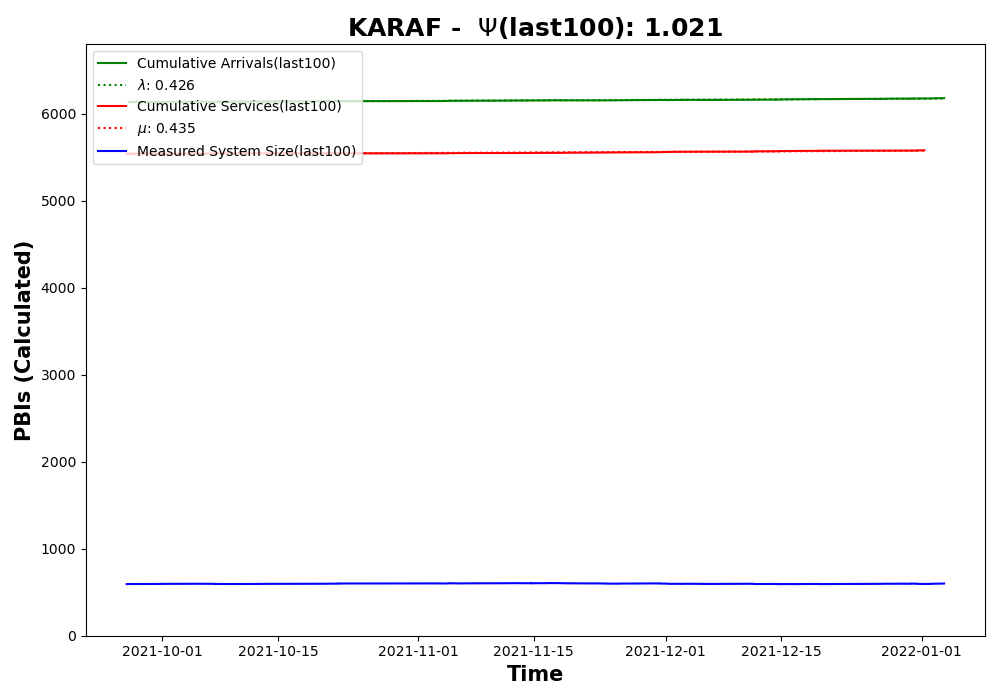 KARAF -  Ψ(last100): 1.021
Cumulative Arrivals(last100)
λ: 0.426
Cumulative Services(last100)
μ: 0.435
Measured System Size(last100)
6000
5000
4000
3000
2000
1000
0
PBIs (Calculated)
2021-10-01 2021-10-15 2021-11-01 2021-11-15 2021-12-01 2021-12-15 2022-01-01
Time